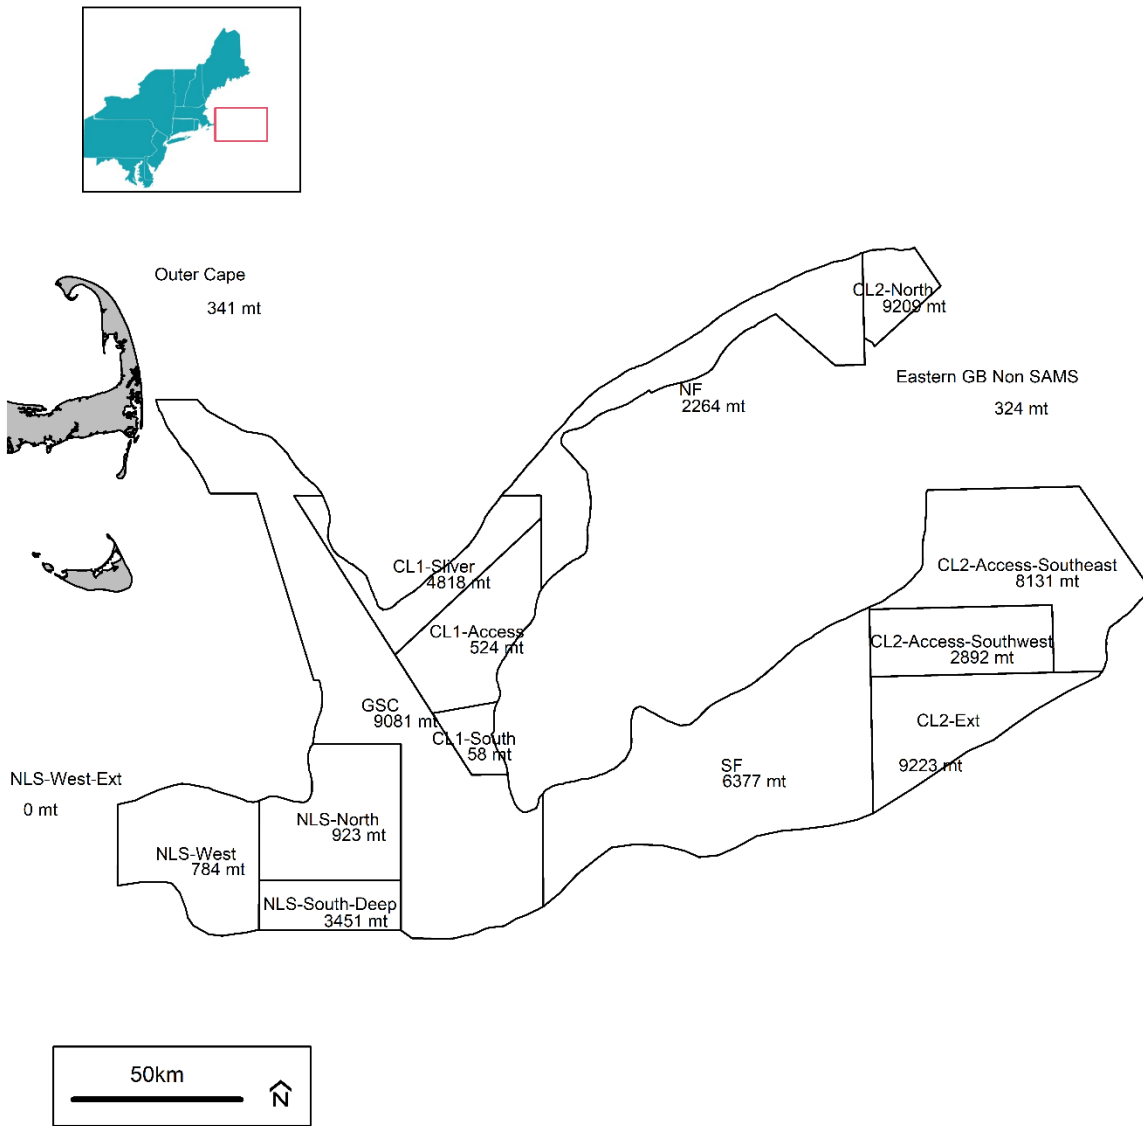 Outer Cape
341 mt
CL2-North
9209 mt
Eastern GB Non SAMS
324 mt
NF
2264 mt
CL1-Sliver
4818 mt
CL2-Access-Southeast
8131 mt
CL1-Access
524 mt
CL2-Access-Southwest
2892 mt
GSC
9081 mt
CL1-South
58 mt
CL2-Ext
9223 mt
SF
6377 mt
NLS-West-Ext
0 mt
NLS-North
923 mt
NLS-West
784 mt
NLS-South-Deep
3451 mt
50km
N